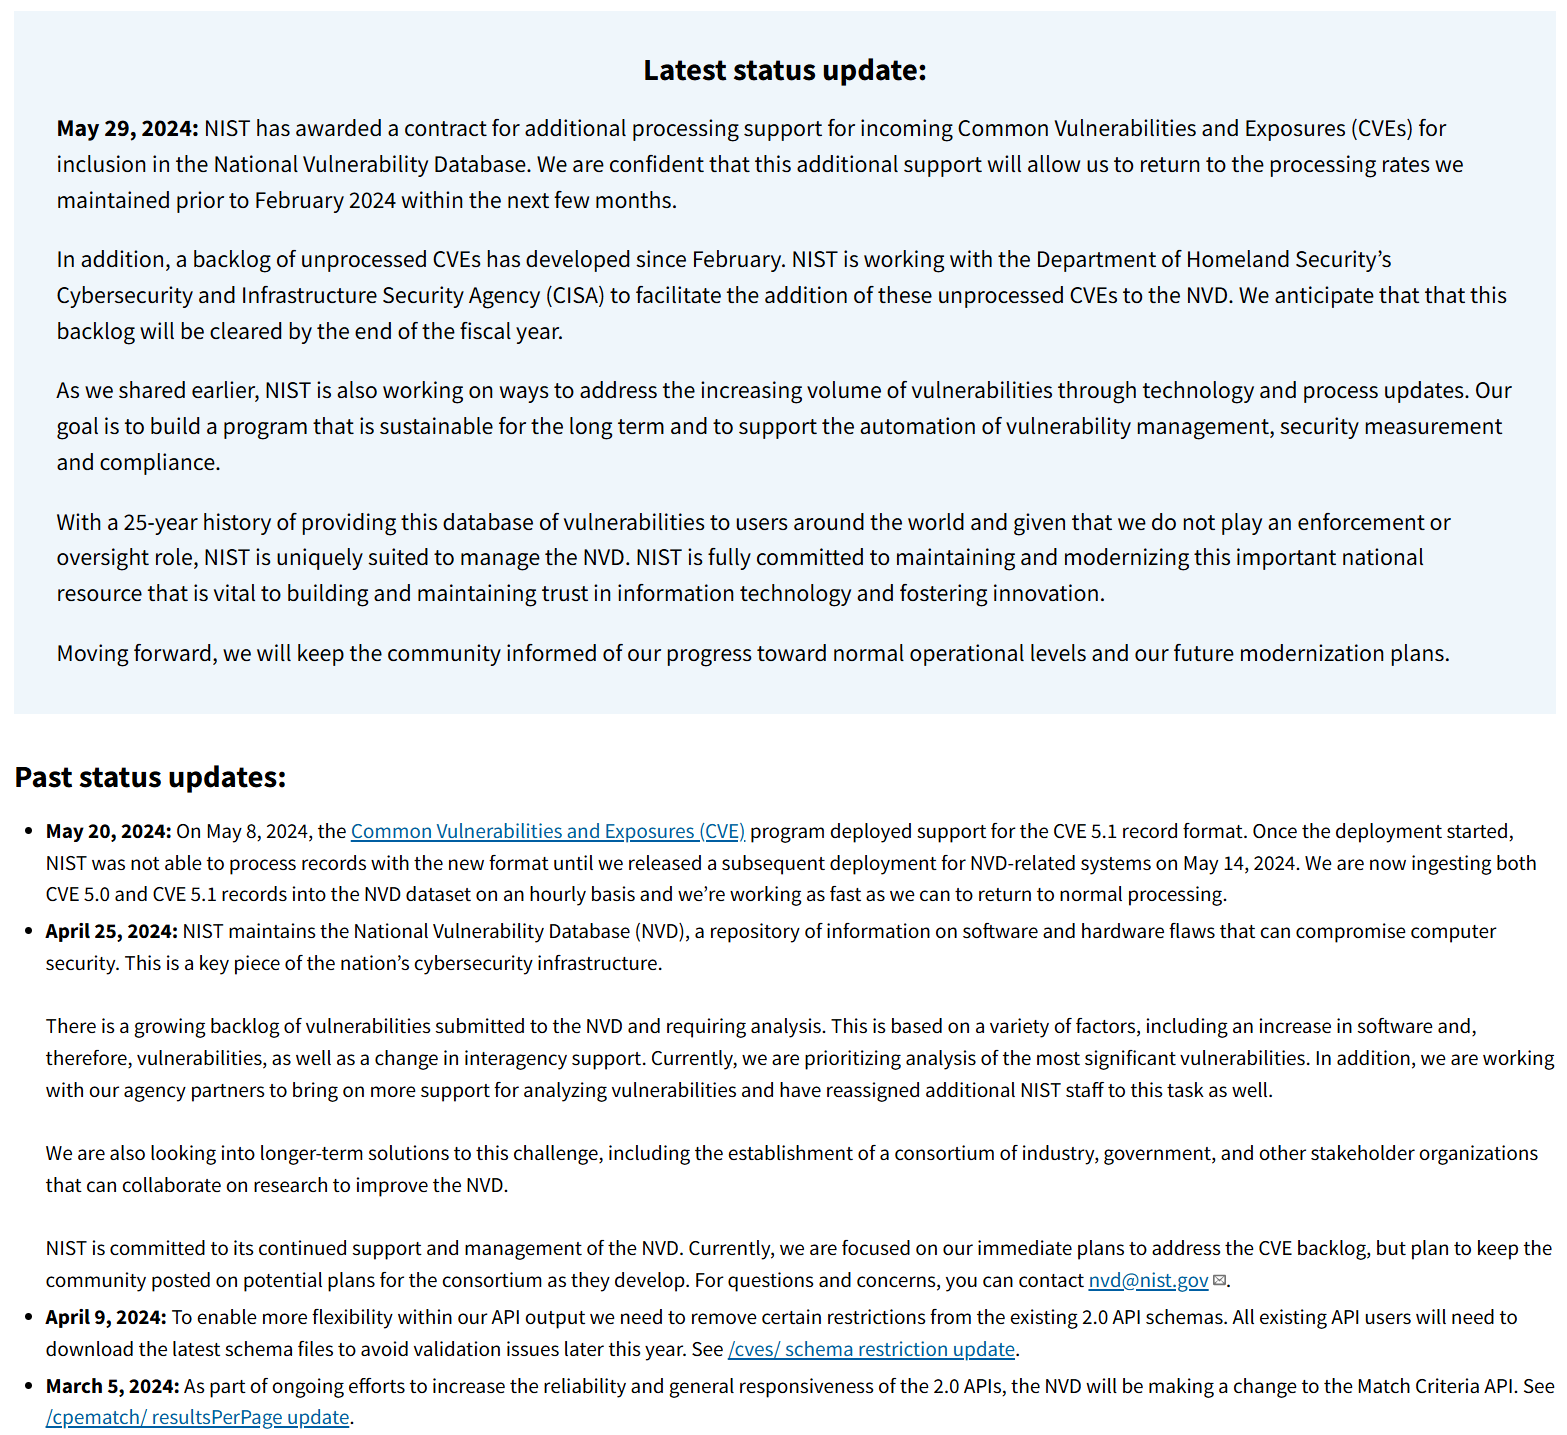 Latest status update:
May 29, 2024: NIST has awarded a contract for additional processing support for incoming Common Vulnerabilities and Exposures (CVEs) for
inclusion in the National Vulnerability Database. We are confident that this additional support will allow us to return to the processing rates we
maintained prior to February 2024 within the next few months.
In addition, a backlog of unprocessed CVEs has developed since February. NIST is working with the Department of Homeland Security’s
Cybersecurity and Infrastructure Security Agency (CISA) to facilitate the addition of these unprocessed CVEs to the NVD. We anticipate that that this
backlog will be cleared by the end of the fiscal year.
As we shared earlier, NIST is also working on ways to address the increasing volume of vulnerabilities through technology and process updates. Our
goal is to build a program that is sustainable for the long term and to support the automation of vulnerability management, security measurement
and compliance.
With a 25-year history of providing this database of vulnerabilities to users around the world and given that we do not play an enforcement or
oversight role, NIST is uniquely suited to manage the NVD. NIST is fully committed to maintaining and modernizing this important national
resource that is vital to building and maintaining trust in information technology and fostering innovation.
Moving forward, we will keep the community informed of our progress toward normal operational levels and our future modernization plans.
Past status updates:
• May 20, 2024: On May 8, 2024, the Common Vulnerabilities and Exposures (CVE) program deployed support for the CVE 5.1 record format. Once the deployment started,
NIST was not able to process records with the new format until we released a subsequent deployment for NVD-related systems on May 14, 2024. We are now ingesting both
CVE 5.0 and CVE 5.1 records into the NVD dataset on an hourly basis and we’re working as fast as we can to return to normal processing.
• April 25, 2024: NIST maintains the National Vulnerability Database (NVD), a repository of information on software and hardware flaws that can compromise computer
security. This is a key piece of the nation’s cybersecurity infrastructure.
There is a growing backlog of vulnerabilities submitted to the NVD and requiring analysis. This is based on a variety of factors, including an increase in software and,
therefore, vulnerabilities, as well as a change in interagency support. Currently, we are prioritizing analysis of the most significant vulnerabilities. In addition, we are working
with our agency partners to bring on more support for analyzing vulnerabilities and have reassigned additional NIST staff to this task as well.
We are also looking into longer-term solutions to this challenge, including the establishment of a consortium of industry, government, and other stakeholder organizations
that can collaborate on research to improve the NVD.
NIST is committed to its continued support and management of the NVD. Currently, we are focused on our immediate plans to address the CVE backlog, but plan to keep the
community posted on potential plans for the consortium as they develop. For questions and concerns, you can contact nvd@nist.gov.
• April 9, 2024: To enable more flexibility within our API output we need to remove certain restrictions from the existing 2.0 API schemas. All existing API users will need to
download the latest schema files to avoid validation issues later this year. See /cves/ schema restriction update.
• March 5, 2024: As part of ongoing efforts to increase the reliability and general responsiveness of the 2.0 APIs, the NVD will be making a change to the Match Criteria API. See
/cpematch/ resultsPerPage update.